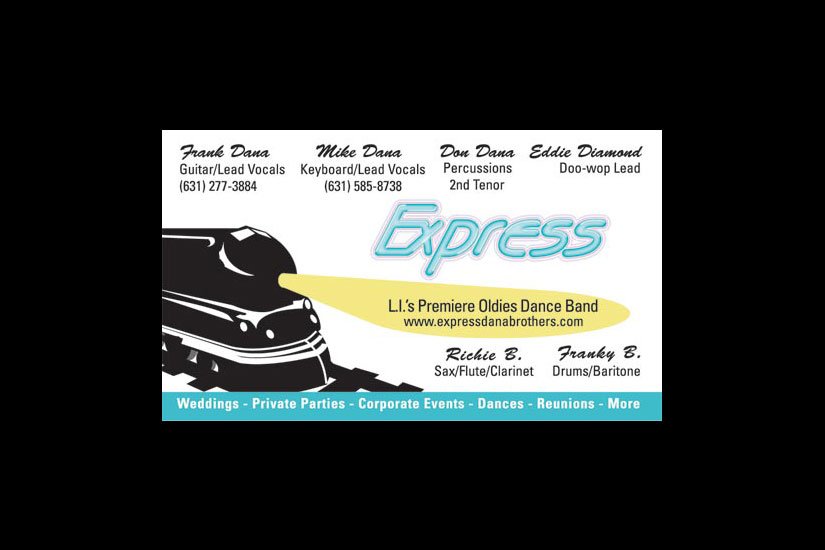 Frank Dana
Guitar/Lead Vocals
(631) 277-3884
Mike Dana
Keyboard/Lead Vocals
(631) 585-8738
Don Dana
Percussions
2nd Tenor
Eddie Diamond
Doo-wop Lead
Express
L.I.'s Premiere Oldies Dance Band
www.expressdanabrothers.com
Richie B.
Sax/Flute/Clarinet
Franky B.
Drums/Baritone
Weddings - Private Parties - Corporate Events - Dances - Reunions - More